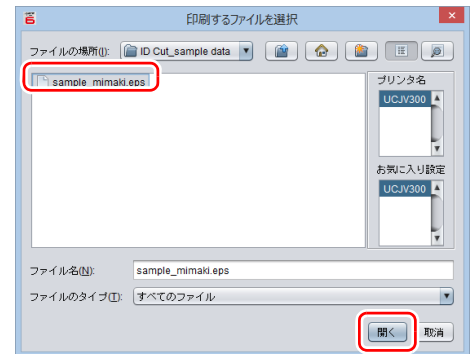 印刷するファイルを選択
ファイルの場所(I):
ID Cut_sample data
sample_mimaki.eps
プリンタ名
UCJV300
お気に入り設定
UCJV300
ファイル名(N):
sample_mimaki.eps
ファイルのタイプ(T):
すべてのファイル
開く
取消